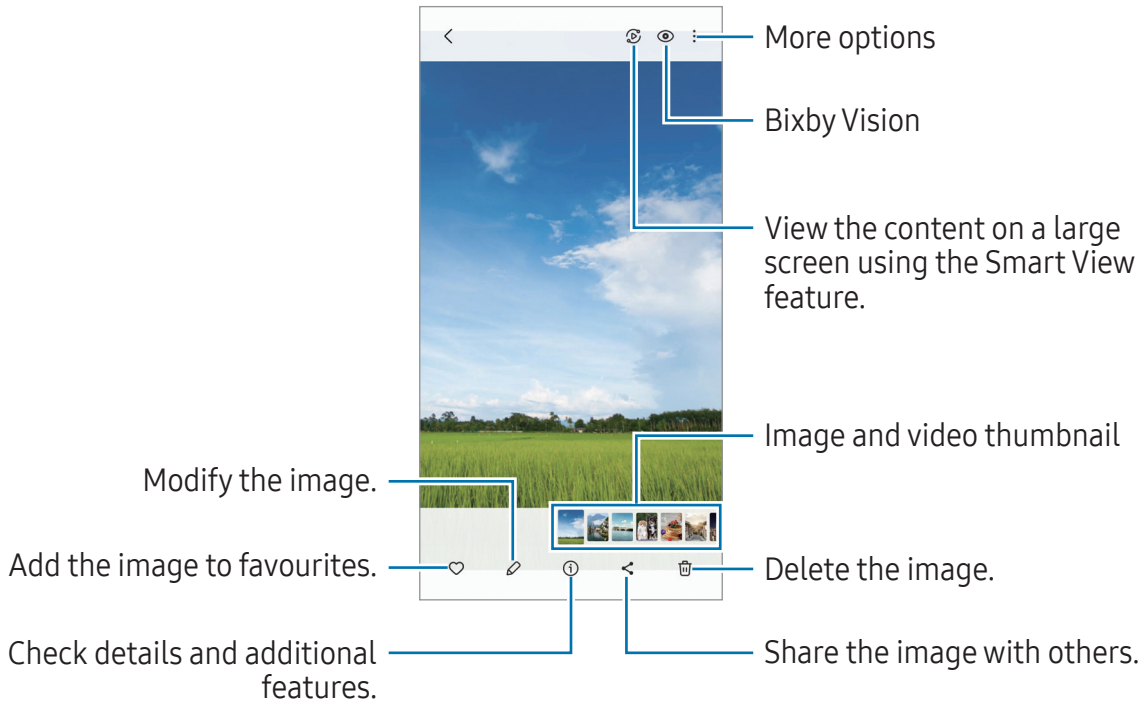 More options
Bixby Vision
View the content on a large
screen using the Smart View
feature.
Image and video thumbnail
Modify the image.
Add the image to favourites.
Delete the image.
Check details and additional
features.
Share the image with others.